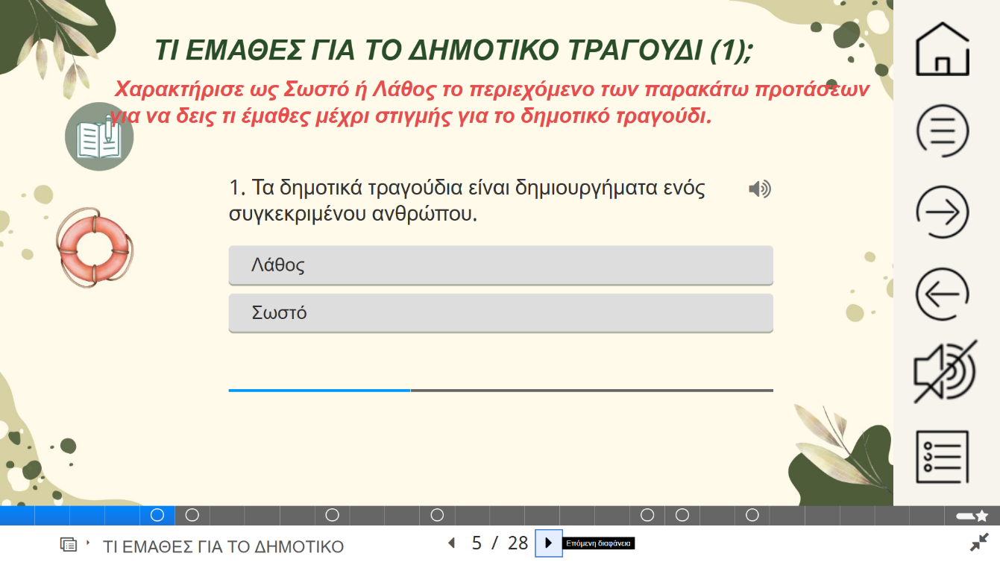 ΤΙ ΕΜΑΘΕΣ ΓΙΑ ΤΟ ΔΗΜΟΤΙΚΟ ΤΡΑΓΟΥΔΙ (1);
Χαρακτήρισε ως Σωστό ή Λάθος το περιεχόμενο των παρακάτω προτάσεων
για να δεις τι έμαθες μέχρι στιγμής για το δημοτικό τραγούδι.
1. Τα δημοτικά τραγούδια είναι δημιουργήματα ενός
συγκεκριμένου ανθρώπου.
Λάθος
Σωστό
ΤΙ ΕΜΑΘΕΣ ΓΙΑ ΤΟ ΔΗΜΟΤΙΚΟ
5 / 28
Επόμενη διαφάνεια